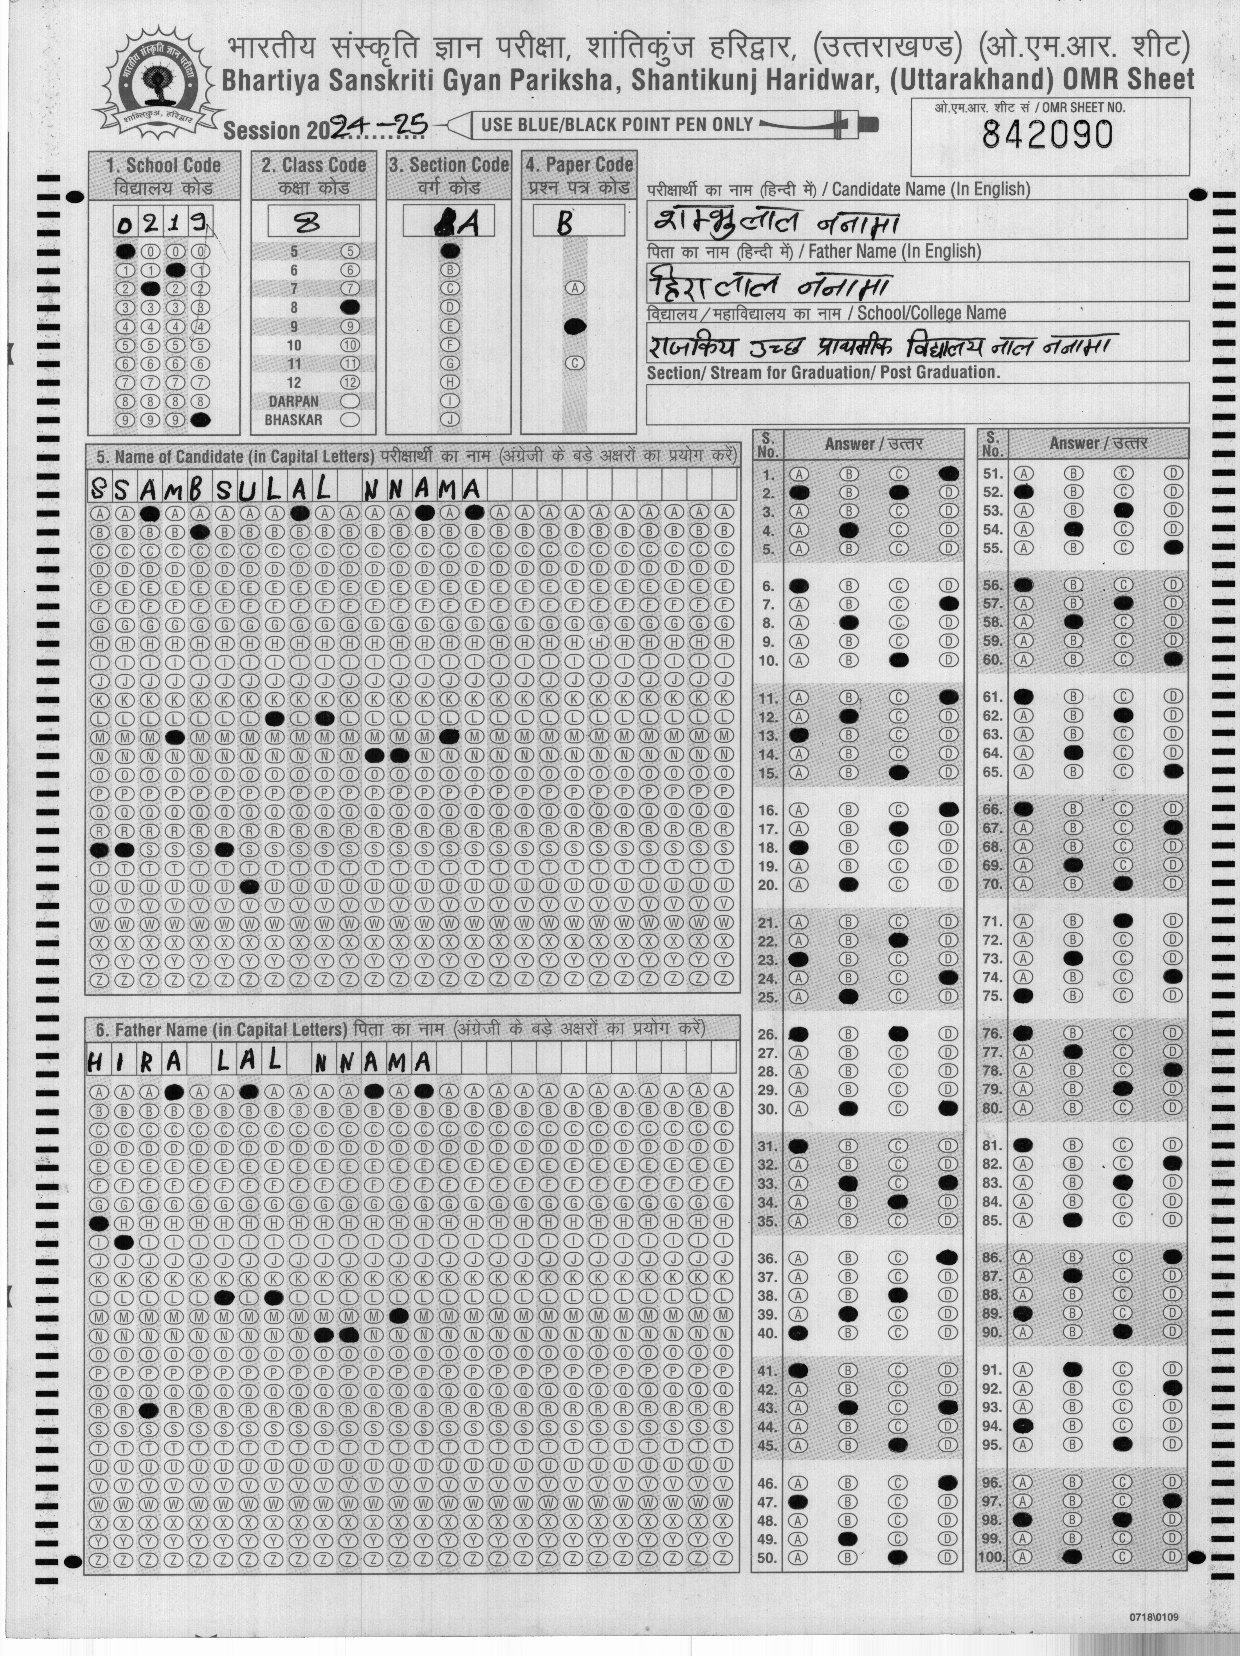 भारतीय संस्कृति ज्ञान परीक्षा, शांतिकुंज हरिद्वार, (उत्तराखण्ड) (ओ.एम.आर. शीट)
Bhartiya Sanskriti Gyan Pariksha, Shantikunj Haridwar, (Uttarakhand) OMR Sheet
Session 2024-25
USE BLUE/BLACK POINT PEN ONLY
ओ.एम.आर. शीट सं / OMR SHEET NO.
842090
1. School Code
विद्यालय कोड
0219
2. Class Code
कक्षा कोड
8
5
6
7
8
9
10
11
12
DARPAN
BHASKAR
3. Section Code
वर्ग कोड
A
4. Paper Code
प्रश्न पत्र कोड
B
परीक्षार्थी का नाम (हिन्दी में) / Candidate Name (In English)
शम्भुलाल ननामा
पिता का नाम (हिन्दी में) / Father Name (In English)
हिरालाल ननामा
विद्यालय/महाविद्यालय का नाम / School/College Name
राजकिय उच्छ प्राथमीक विद्यालय नाल ननामा
Section/ Stream for Graduation/ Post Graduation.
5. Name of Candidate (in Capital Letters) परीक्षार्थी का नाम (अंग्रेजी के बडे अक्षरों का प्रयोग करें)
SSAMBSULAL NNAMA
6. Father Name (in Capital Letters) पिता का नाम (अंग्रेजी के बडे अक्षरों का प्रयोग करें)
HIRA LAL NNAMA
S. No. Answer / उत्तर
S. No. Answer / उत्तर
0718\0109